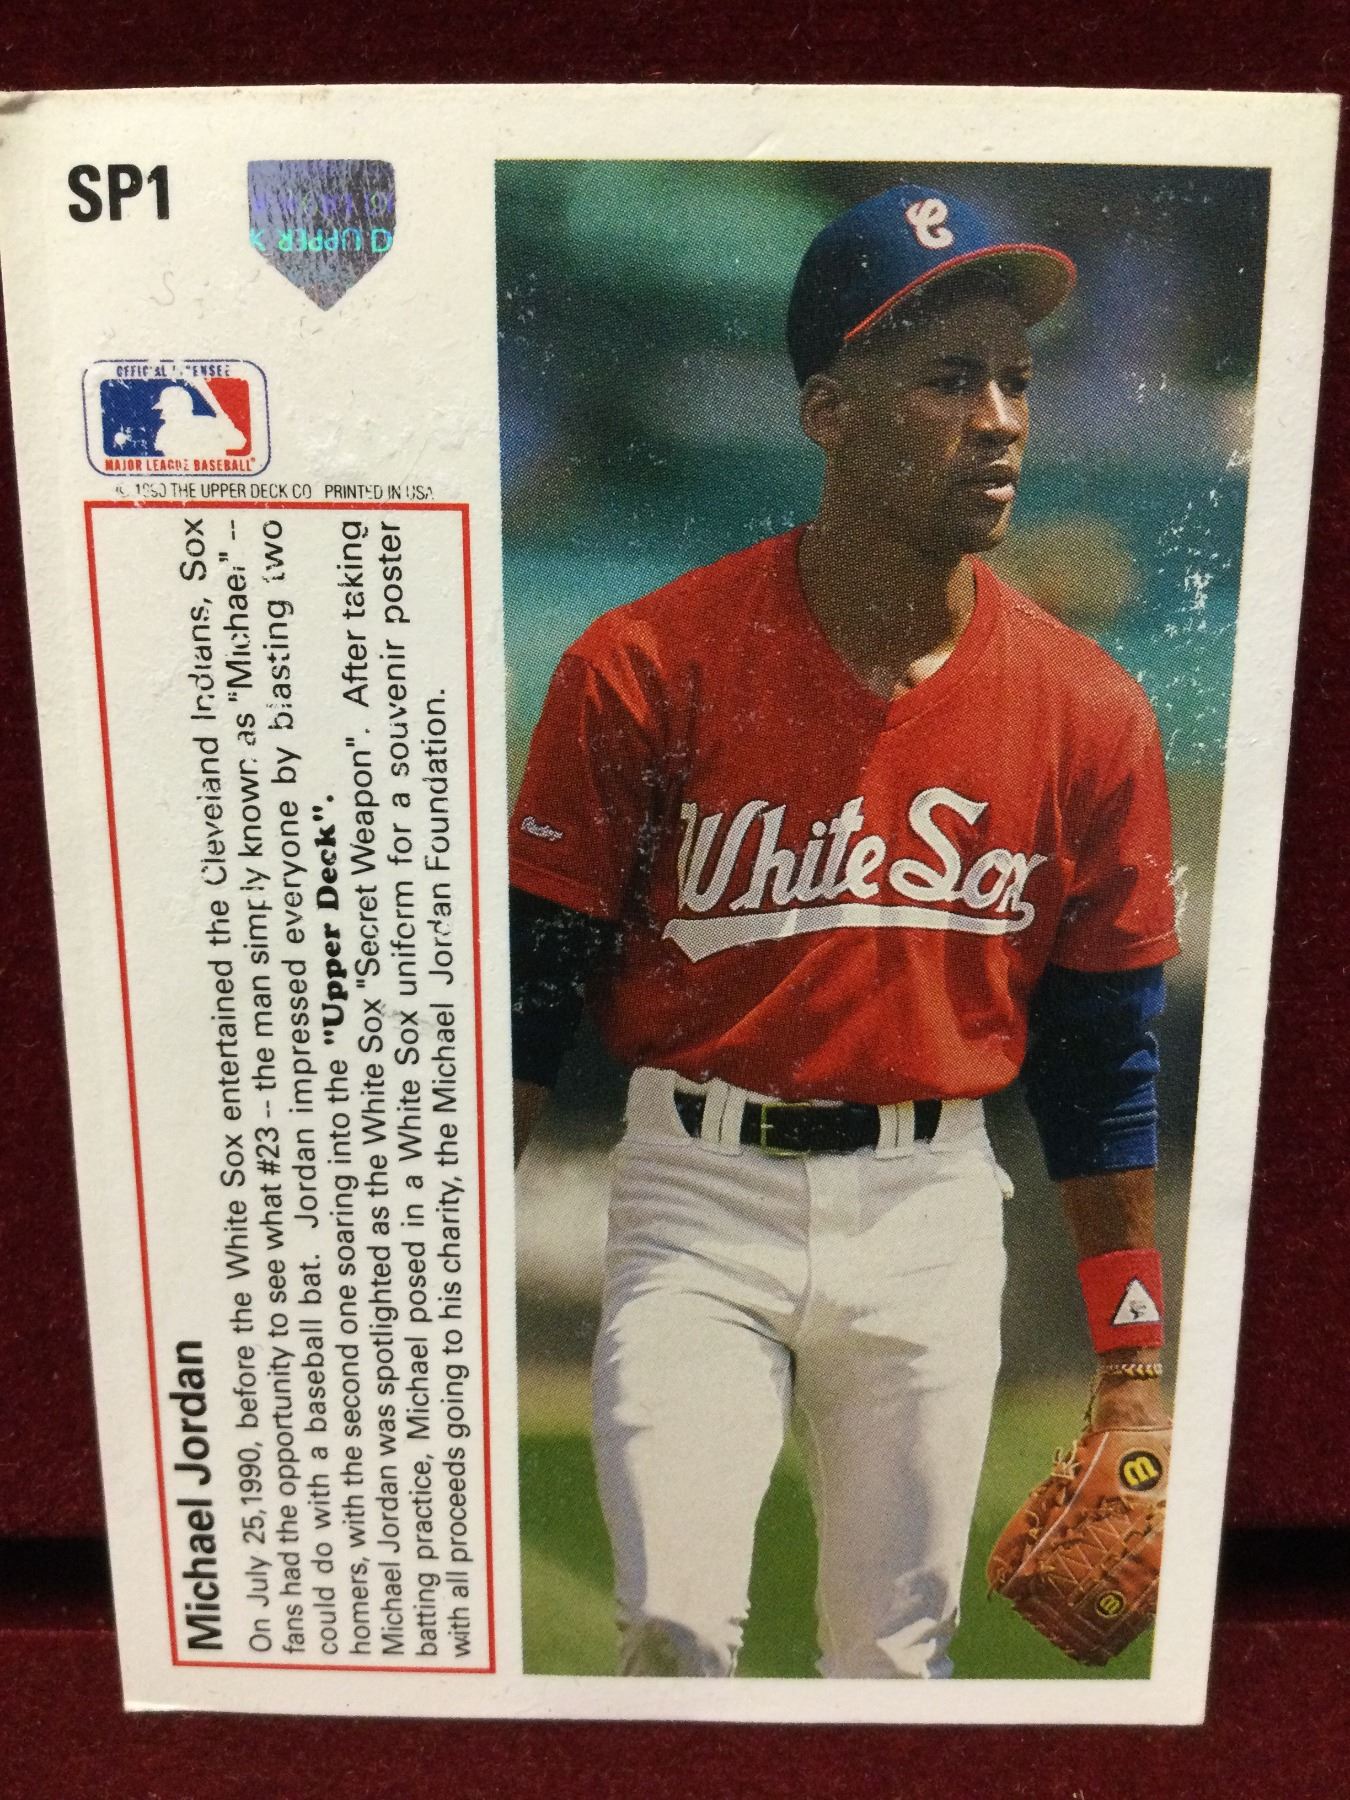 SP1
UPPER
OFFICIAL LICENSEE
MAJOR LEAGUE BASEBALL
© 1990 THE UPPER DECK CO PRINTED IN USA
Michael Jordan
On July 25,1990, before the White Sox entertained the Cleveland Indians, Sox
fans had the opportunity to see what #23 -- the man simply known as "Michael" --
could do with a baseball bat. Jordan impressed everyone by blasting two
homers, with the second one soaring into the "Upper Deck".
Michael Jordan was spotlighted as the White Sox "Secret Weapon". After taking
batting practice, Michael posed in a White Sox uniform for a souvenir poster
with all proceeds going to his charity, the Michael Jordan Foundation.
C
Rawlings
White Sox